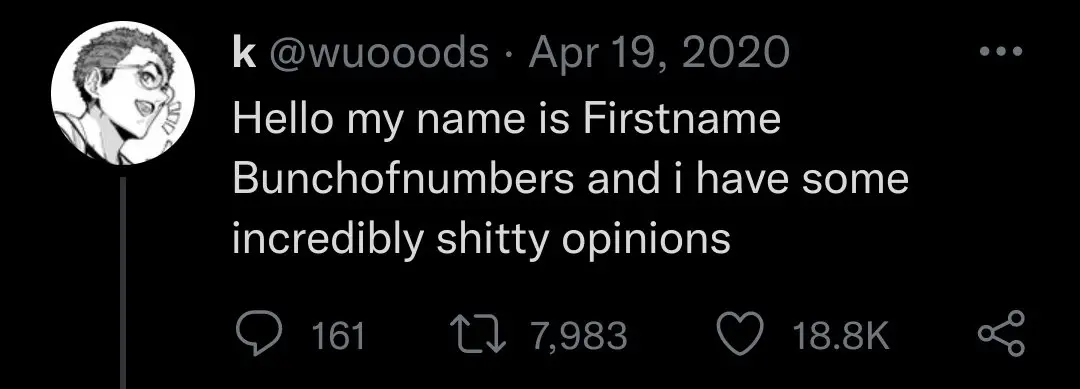 k @wuooods · Apr 19, 2020
Hello my name is Firstname
Bunchofnumbers and i have some
incredibly shitty opinions
161 7,983 18.8K